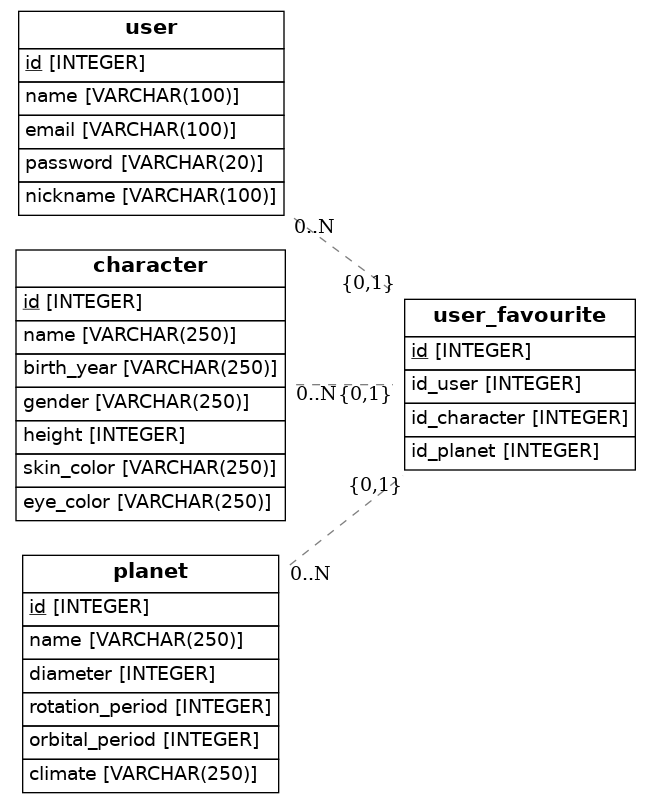 user
id [INTEGER]
name [VARCHAR(100)]
email [VARCHAR(100)]
password [VARCHAR(20)]
nickname [VARCHAR(100)]
0..N
{0,1}
character
id [INTEGER]
name [VARCHAR(250)]
birth_year [VARCHAR(250)]
gender [VARCHAR(250)]
height [INTEGER]
skin_color [VARCHAR(250)]
eye_color [VARCHAR(250)]
0..N
{0,1}
user_favourite
id [INTEGER]
id_user [INTEGER]
id_character [INTEGER]
id_planet [INTEGER]
{0,1}
0..N
planet
id [INTEGER]
name [VARCHAR(250)]
diameter [INTEGER]
rotation_period [INTEGER]
orbital_period [INTEGER]
climate [VARCHAR(250)]